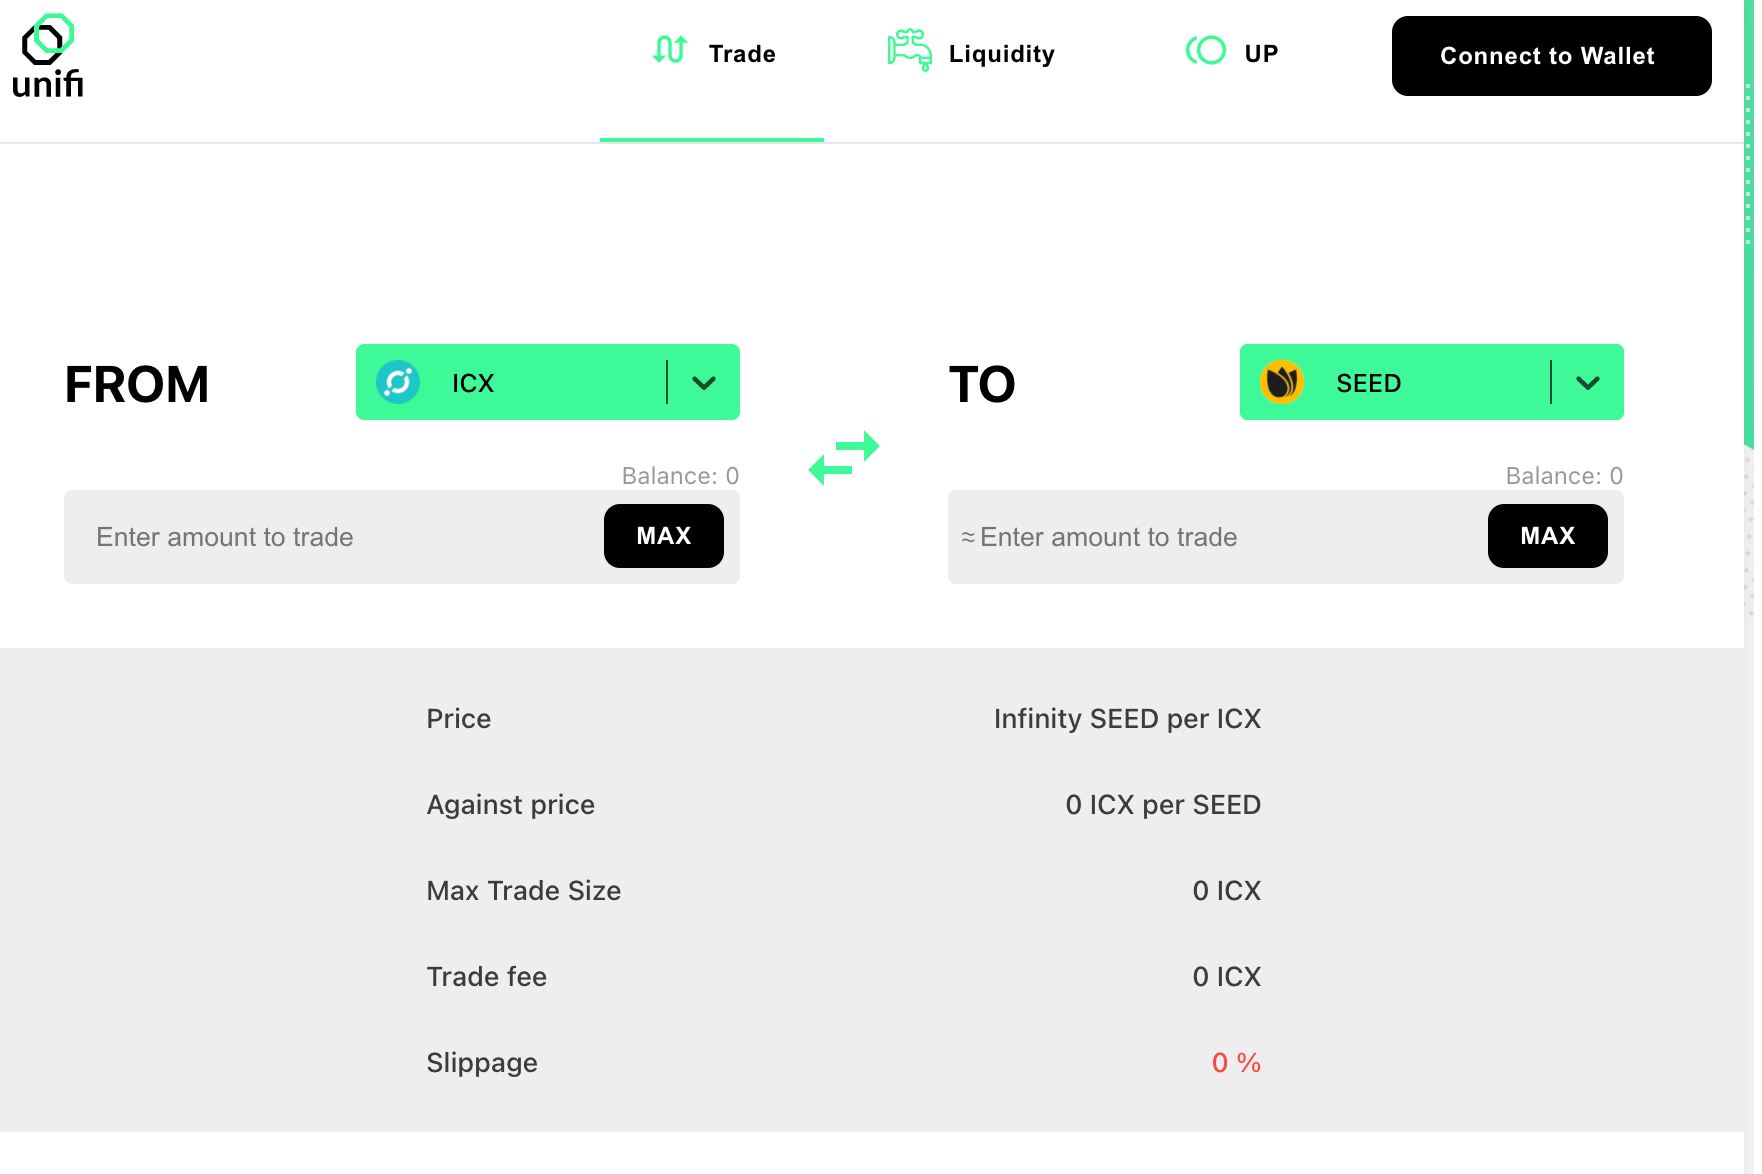 unifi
Trade
Liquidity
UP
Connect to Wallet
FROM
ICX
Balance: 0
Enter amount to trade
MAX
TO
SEED
Balance: 0
≈ Enter amount to trade
MAX
Price Infinity SEED per ICX
Against price 0 ICX per SEED
Max Trade Size 0 ICX
Trade fee 0 ICX
Slippage 0 %